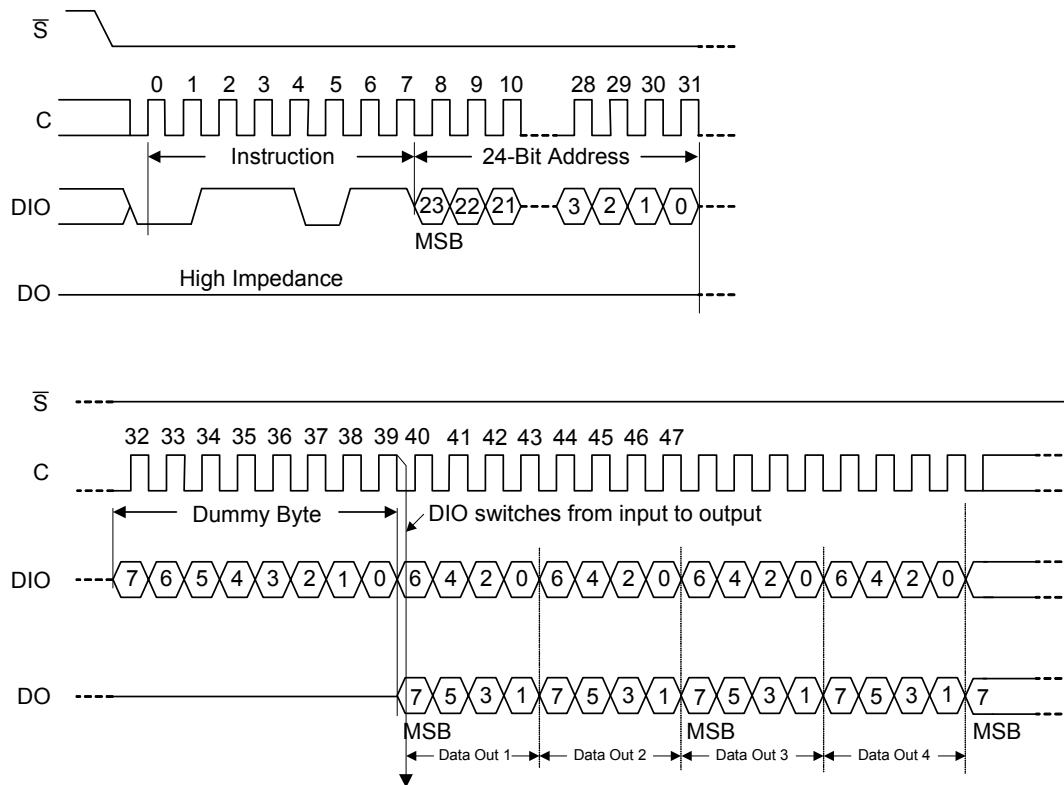 S
0 1 2 3 4 5 6 7 8 9 10 28 29 30 31
C
Instruction 24-Bit Address
DIO 23 22 21 3 2 1 0
MSB
High Impedance
DO
S
32 33 34 35 36 37 38 39 40 41 42 43 44 45 46 47
C
Dummy Byte DIO switches from input to output
DIO 7 6 5 4 3 2 1 0 6 4 2 0 6 4 2 0 6 4 2 0 6 4 2 0
DO 7 5 3 1 7 5 3 1 7 5 3 1 7 5 3 1 7
MSB MSB MSB
Data Out 1 Data Out 2 Data Out 3 Data Out 4